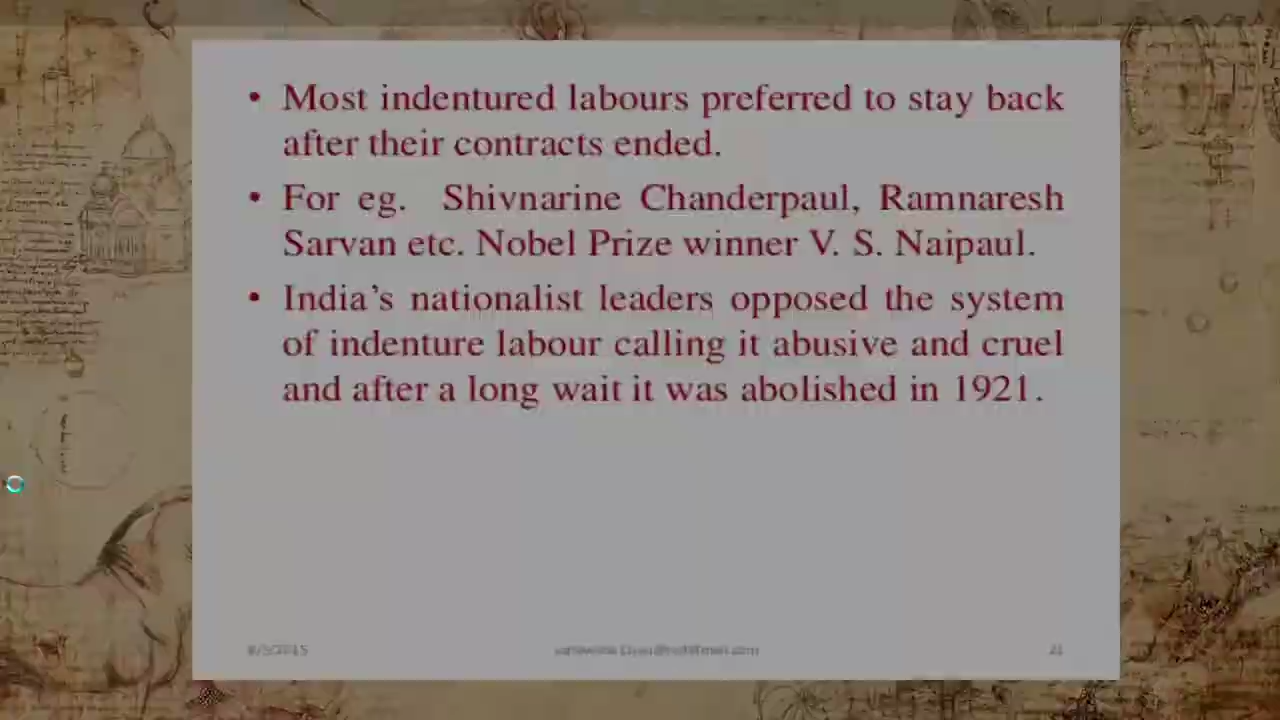 • Most indentured labours preferred to stay back
after their contracts ended.
• For eg. Shivnarine Chanderpaul, Ramnaresh
Sarvan etc. Nobel Prize winner V. S. Naipaul.
• India's nationalist leaders opposed the system
of indenture labour calling it abusive and cruel
and after a long wait it was abolished in 1921.
21